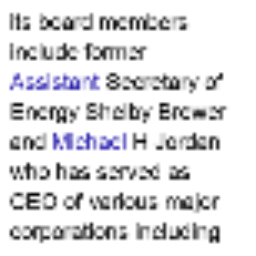 its board members
include former
Assistant Secretary of
Energy Shelby Brewer
and Michael H Jordan
who has served as
CEO of various major
corporations including